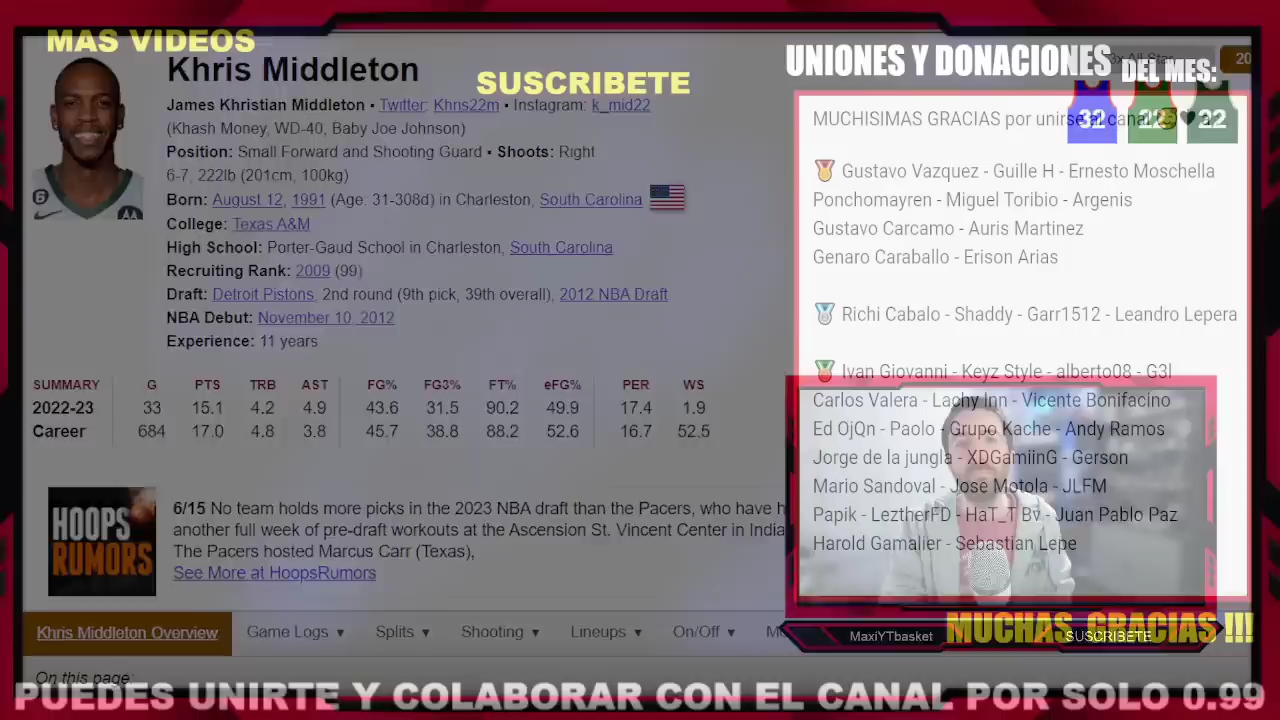 MAS VIDEOS
SUSCRIBETE
UNIONES Y DONACIONES
DEL MES:
Khris Middleton
James Khristian Middleton • Twitter: Khris22m • Instagram: k_mid22
(Khash Money, WD-40, Baby Joe Johnson)
Position: Small Forward and Shooting Guard • Shoots: Right
6-7, 222lb (201cm, 100kg)
Born: August 12, 1991 (Age: 31-308d) in Charleston, South Carolina
College: Texas A&M
High School: Porter-Gaud School in Charleston, South Carolina
Recruiting Rank: 2009 (99)
Draft: Detroit Pistons, 2nd round (9th pick, 39th overall), 2012 NBA Draft
NBA Debut: November 10, 2012
Experience: 11 years
SUMMARY G PTS TRB AST FG% FG3% FT% eFG% PER WS
2022-23 33 15.1 4.2 4.9 43.6 31.5 90.2 49.9 17.4 1.9
Career 684 17.0 4.8 3.8 45.7 38.8 88.2 52.6 16.7 52.5
HOOPS
RUMORS
6/15 No team holds more picks in the 2023 NBA draft than the Pacers, who have h
another full week of pre-draft workouts at the Ascension St. Vincent Center in India
The Pacers hosted Marcus Carr (Texas),
See More at HoopsRumors
Khris Middleton Overview Game Logs Splits Shooting Lineups On/Off
On this page:
3x All-Star
20
32 22 22
MUCHISIMAS GRACIAS por unirse al canal
Gustavo Vazquez - Guille H - Ernesto Moschella
Ponchomayren - Miguel Toribio - Argenis
Gustavo Carcamo - Auris Martinez
Genaro Caraballo - Erison Arias
Richi Cabalo - Shaddy - Garr1512 - Leandro Lepera
Ivan Giovanni - Keyz Style - alberto08 - G3l
Carlos Valera - Lachy Inn - Vicente Bonifacino
Ed OjQn - Paolo - Grupo Kache - Andy Ramos
Jorge de la jungla - XDGamiinG - Gerson
Mario Sandoval - Jose Motola - JLFM
Papik - LeztherFD - HaT_T Bv - Juan Pablo Paz
Harold Gamalier - Sebastian Lepe
MaxiYTbasket
SUSCRIBETE
MUCHAS GRACIAS !!!
PUEDES UNIRTE Y COLABORAR CON EL CANAL POR SOLO 0.99